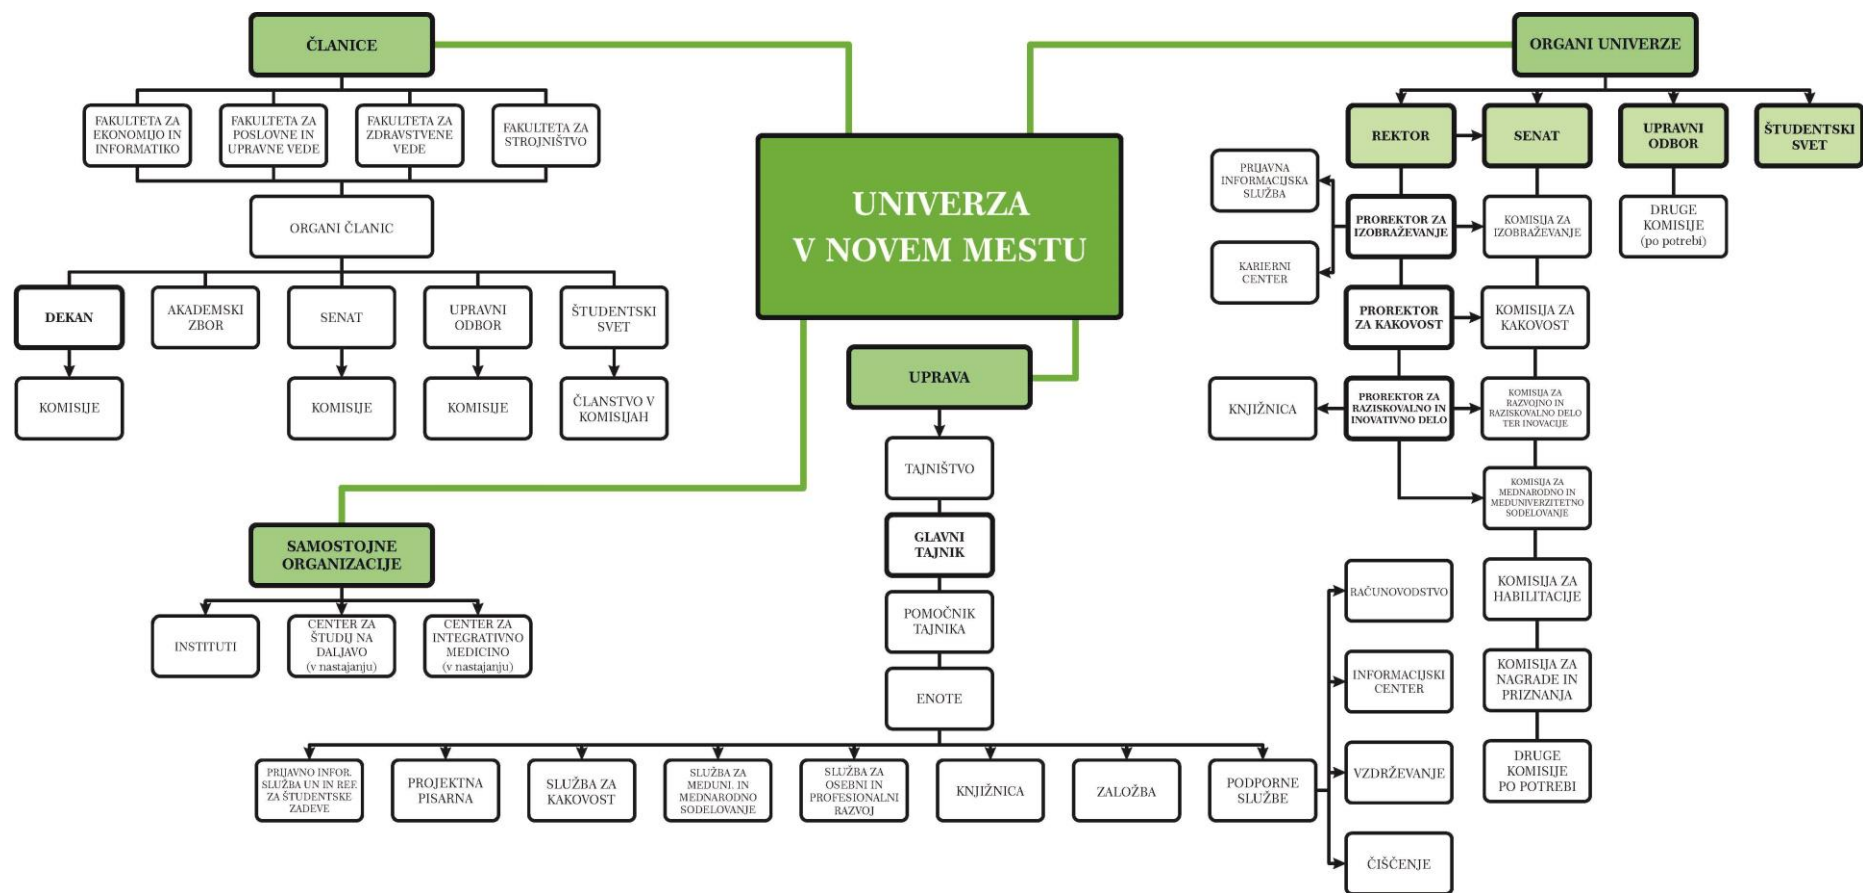 ČLANICE
FAKULTETA ZA
EKONOMIJO IN
INFORMATIKO
FAKULTETA ZA
POSLOVNE IN
UPRAVNE VEDE
FAKULTETA ZA
ZDRAVSTVENE
VEDE
FAKULTETA ZA
STROJNIŠTVO
ORGANI ČLANIC
DEKAN
AKADEMSKI
ZBOR
SENAT
UPRAVNI
ODBOR
ŠTUDENTSKI
SVET
KOMISIJE
KOMISIJE
KOMISIJE
ČLANSTVO V
KOMISIJAH
UNIVERZA
V NOVEM MESTU
ORGANI UNIVERZE
REKTOR
SENAT
UPRAVNI
ODBOR
ŠTUDENTSKI
SVET
PRIJAVNA
INFORMACIJSKA
SLUŽBA
KARIERNI
CENTER
PROREKTOR ZA
IZOBRAŽEVANJE
KOMISIJA ZA
IZOBRAŽEVANJE
DRUGE
KOMISIJE
(po potrebi)
PROREKTOR
ZA KAKOVOST
KOMISIJA ZA
KAKOVOST
KNJIŽNICA
PROREKTOR ZA
RAZISKOVALNO IN
INOVATIVNO DELO
KOMISIJA ZA
RAZVOJNO IN
RAZISKOVALNO DELO
TER INOVACIJE
KOMISIJA ZA
MEDNARODNO IN
MEDUNIVERZITETNO
SODELOVANJE
KOMISIJA ZA
HABILITACIJE
KOMISIJA ZA
NAGRADE IN
PRIZNANJA
DRUGE
KOMISIJE
PO POTREBI
SAMOSTOJNE
ORGANIZACIJE
INSTITUTI
CENTER ZA
ŠTUDIJ NA
DALJAVO
(v nastajanju)
CENTER ZA
INTEGRATIVNO
MEDICINO
(v nastajanju)
UPRAVA
TAJNIŠTVO
GLAVNI
TAJNIK
POMOČNIK
TAJNIKA
ENOTE
PRIJAVNO INFOR.
SLUŽBA UN IN REF.
ZA ŠTUDENTSKE
ZADEVE
PROJEKTNA
PISARNA
SLUŽBA ZA
KAKOVOST
SLUŽBA ZA
MEDUNI. IN
MEDNARODNO
SODELOVANJE
SLUŽBA ZA
OSEBNI IN
PROFESIONALNI
RAZVOJ
KNJIŽNICA
ZALOŽBA
PODPORNE
SLUŽBE
RAČUNOVODSTVO
INFORMACIJSKI
CENTER
VZDRŽEVANJE
ČIŠČENJE